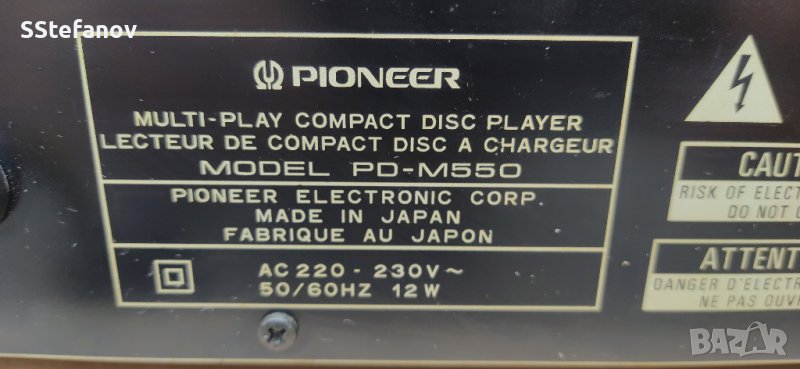 SStefanov
PIONEER
MULTI-PLAY COMPACT DISC PLAYER
LECTEUR DE COMPACT DISC A CHARGEUR
MODEL PD-M550
PIONEER ELECTRONIC CORP.
MADE IN JAPAN
FABRIQUE AU JAPON
AC 220 - 230V~
50/60HZ 12W
CAUT
RISK OF ELECT
DO NOT O
ATTENT
DANGER D'ELECTR
NE PAS OUVR
BAZAR